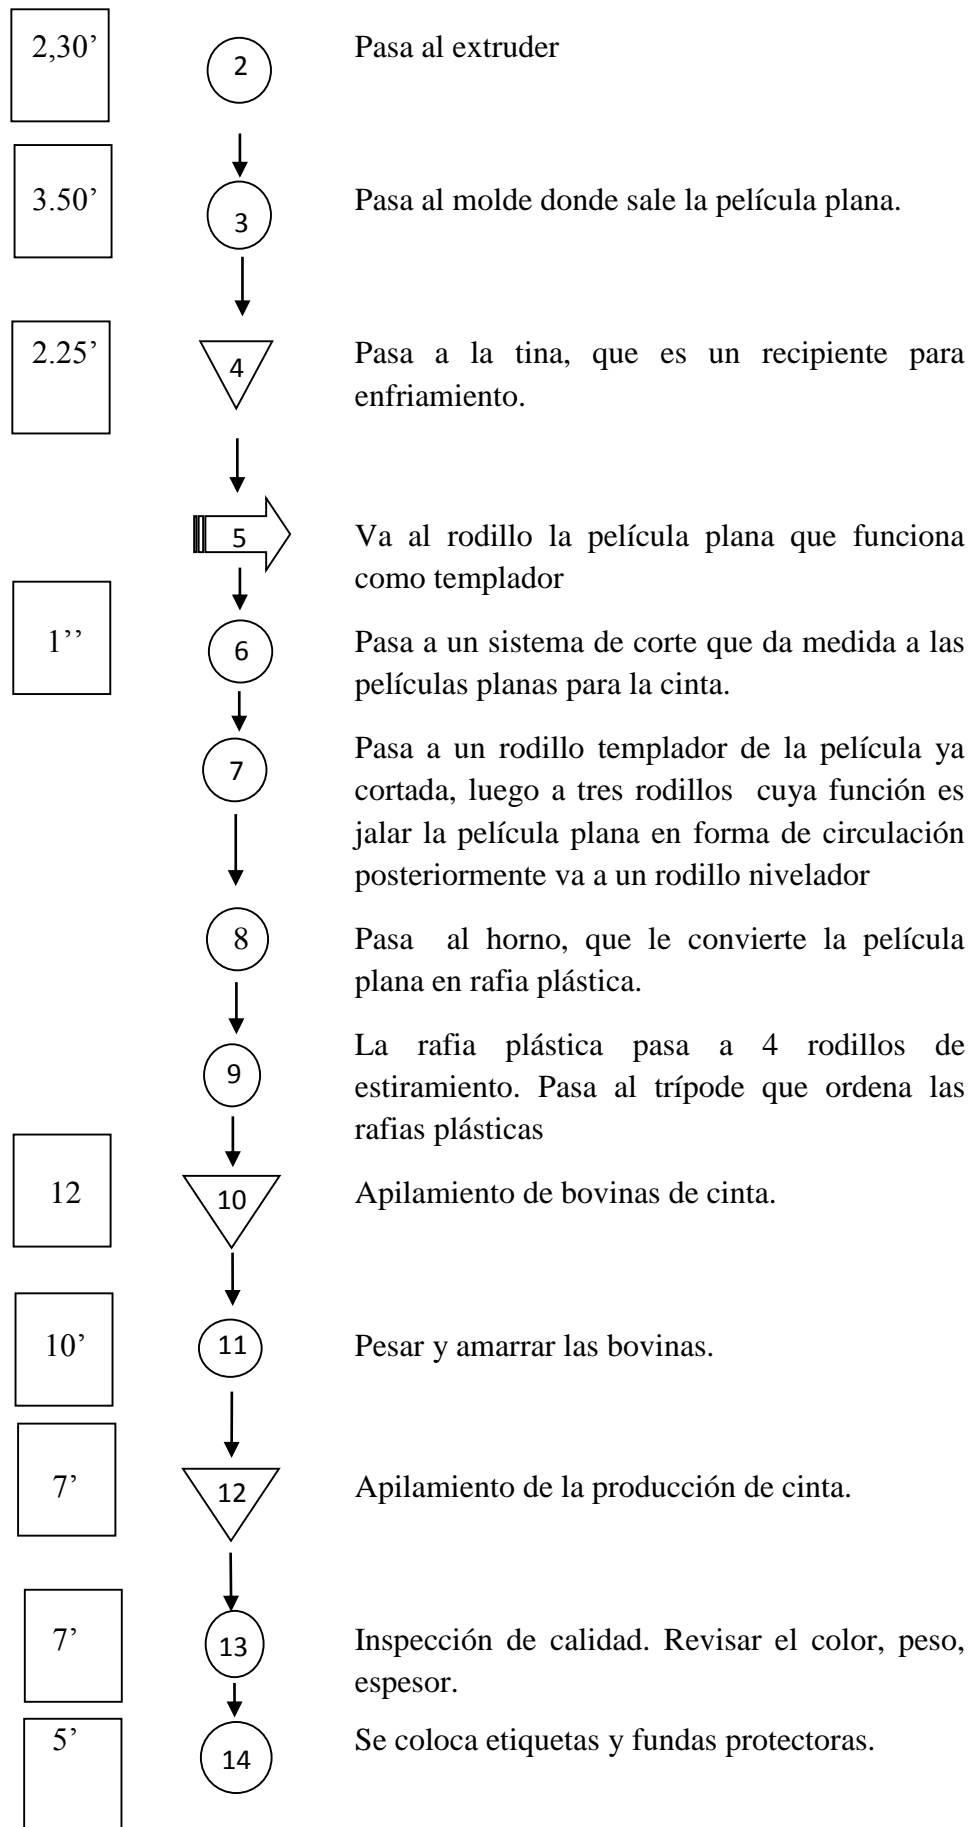 2,30’
2
Pasa al extruder
3.50’
3
Pasa al molde donde sale la película plana.
2.25’
4
Pasa a la tina, que es un recipiente para
enfriamiento.
5
Va al rodillo la película plana que funciona
como templador
1’’
6
Pasa a un sistema de corte que da medida a las
películas planas para la cinta.
7
Pasa a un rodillo templador de la película ya
cortada, luego a tres rodillos cuya función es
jalar la película plana en forma de circulación
posteriormente va a un rodillo nivelador
8
Pasa al horno, que le convierte la película
plana en rafia plástica.
9
La rafia plástica pasa a 4 rodillos de
estiramiento. Pasa al trípode que ordena las
rafias plásticas
12
10
Apilamiento de bovinas de cinta.
10’
11
Pesar y amarrar las bovinas.
7’
12
Apilamiento de la producción de cinta.
7’
13
Inspección de calidad. Revisar el color, peso,
espesor.
5’
14
Se coloca etiquetas y fundas protectoras.